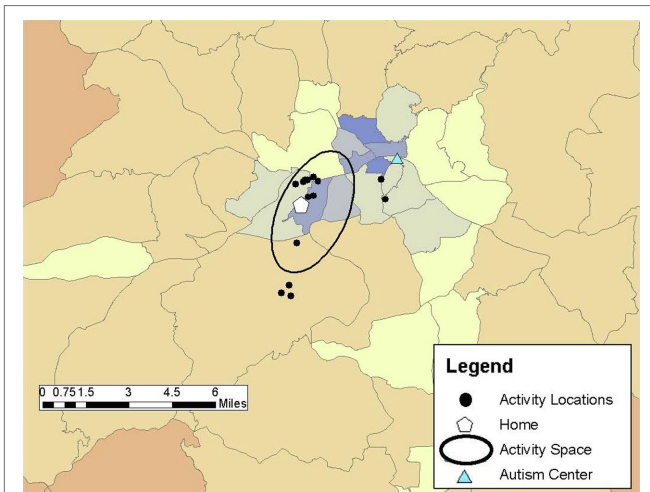 0 0.75 1.5 3 4.5 6
Miles
Legend
Activity Locations
Home
Activity Space
Autism Center